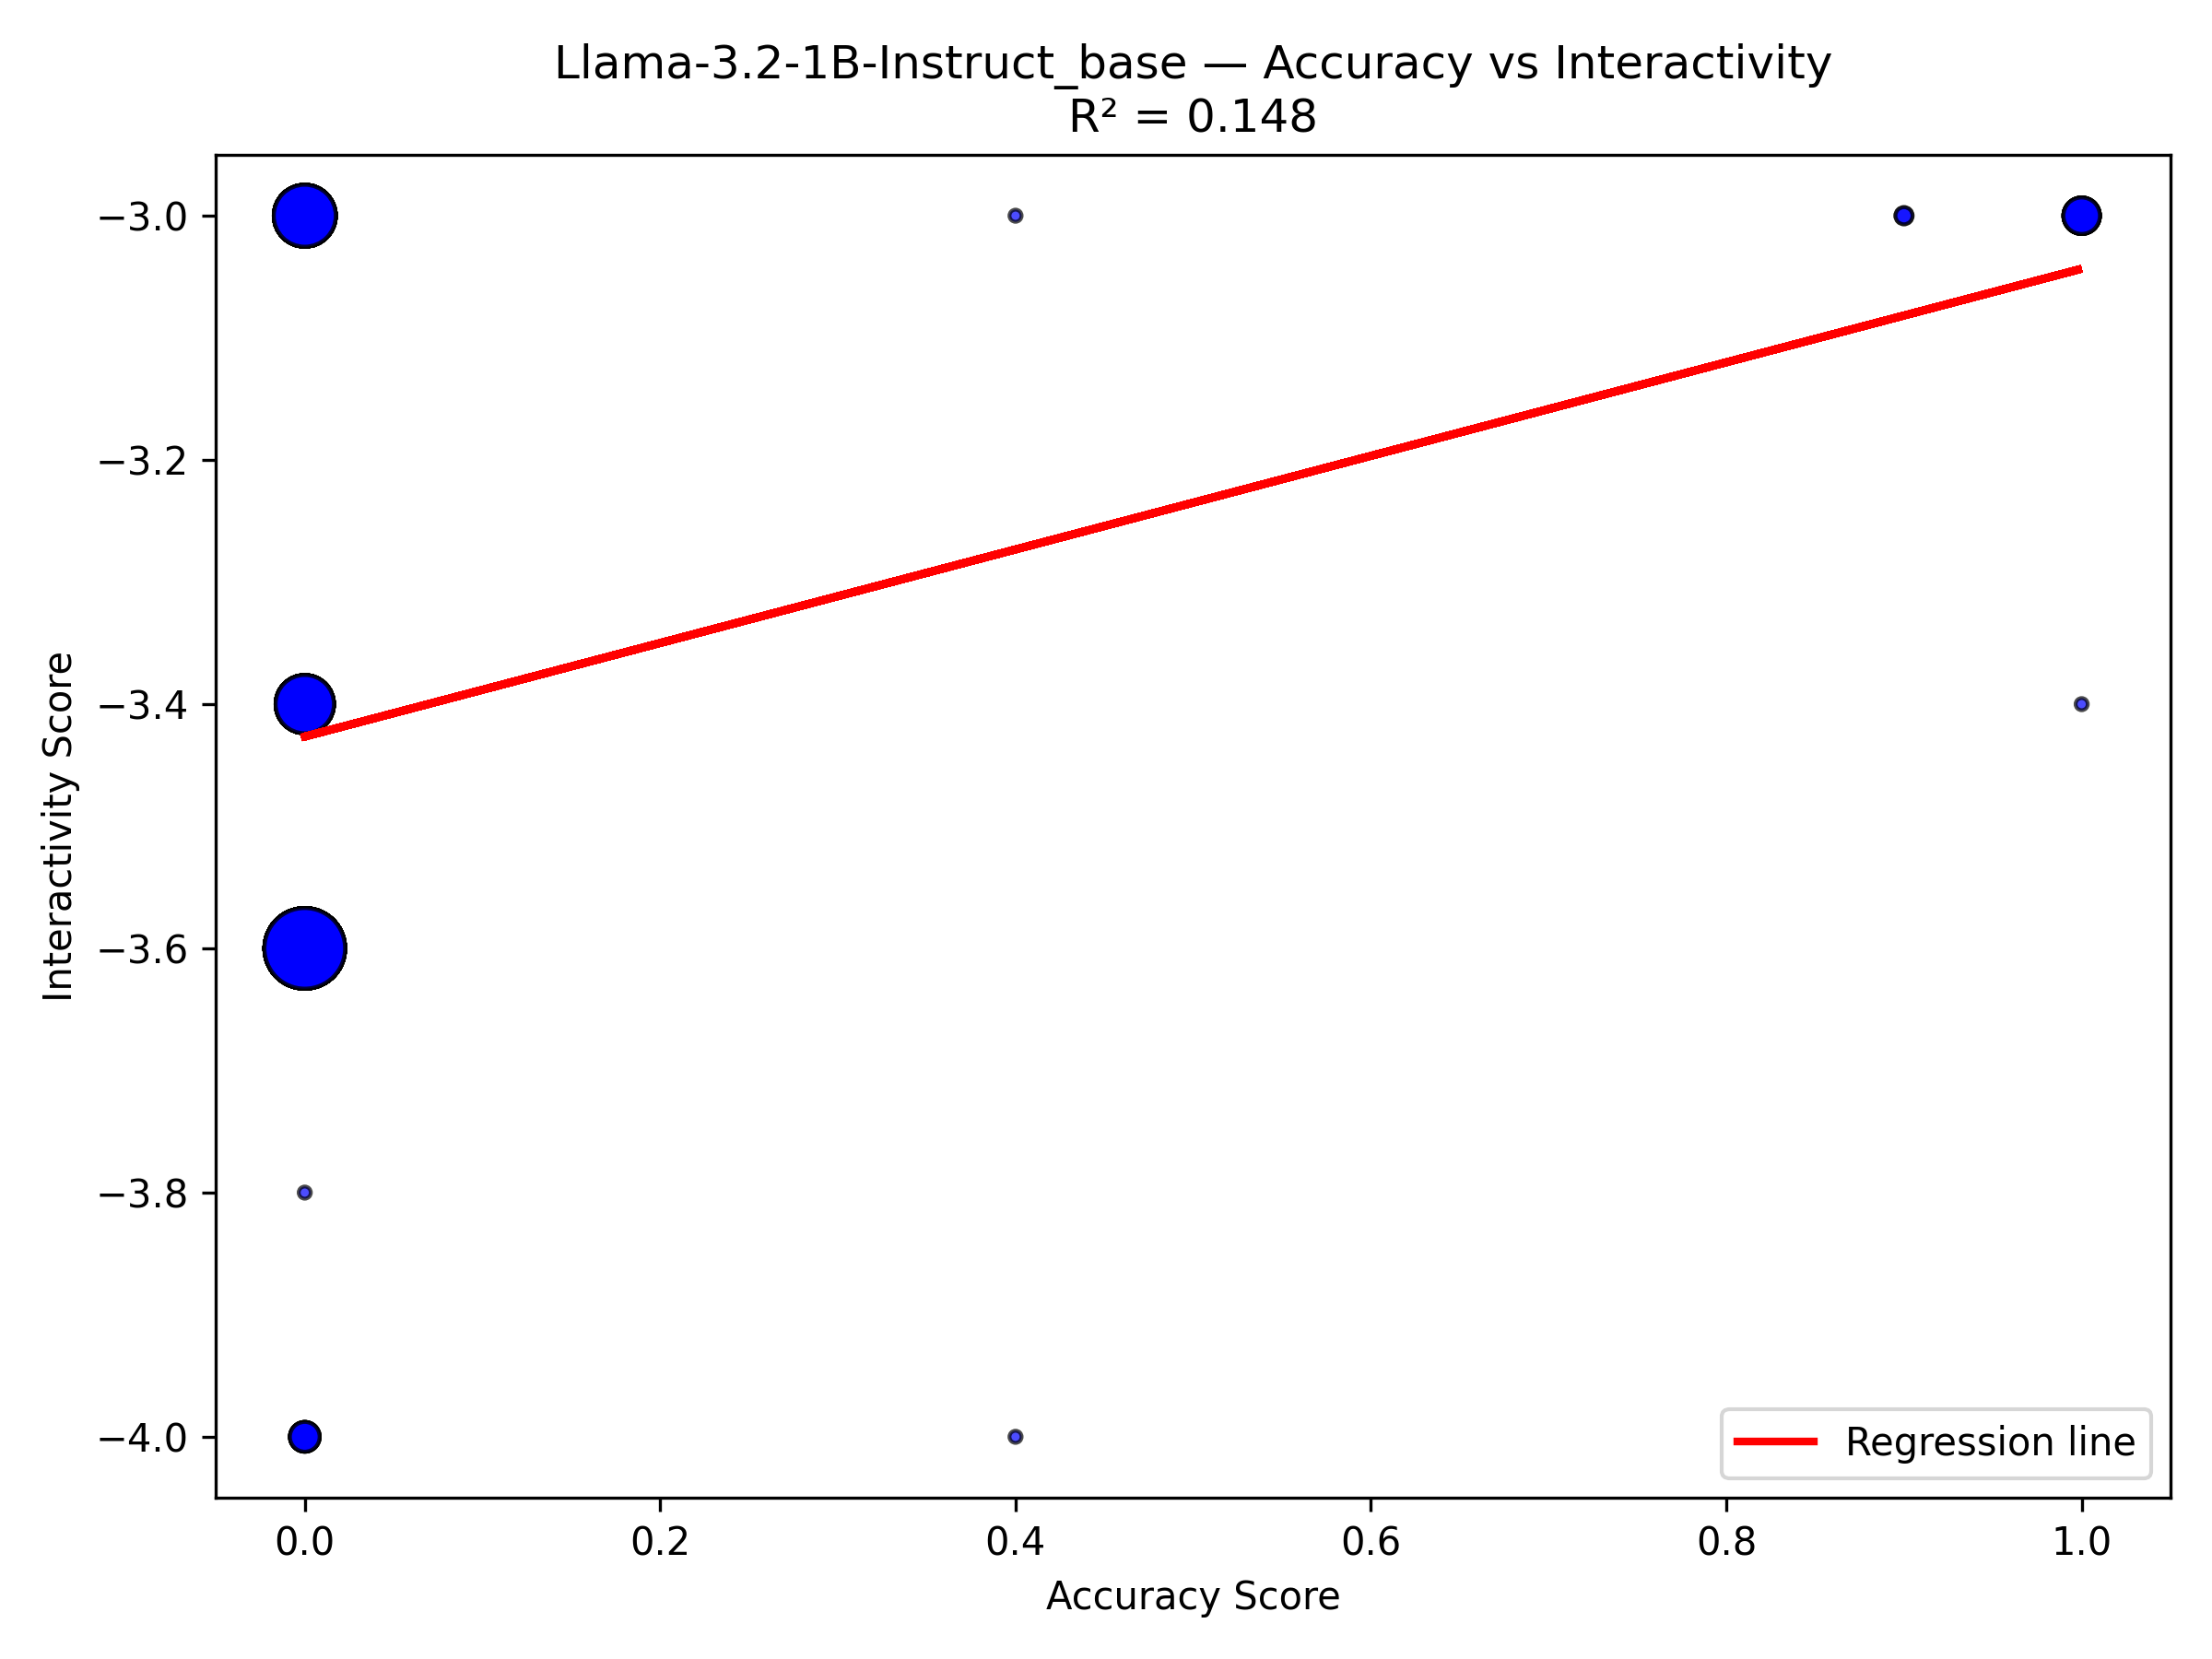 Llama-3.2-1B-Instruct_base — Accuracy vs Interactivity
R² = 0.148
Interactivity Score
−3.0
−3.2
−3.4
−3.6
−3.8
−4.0
Regression line
0.0 0.2 0.4 0.6 0.8 1.0
Accuracy Score